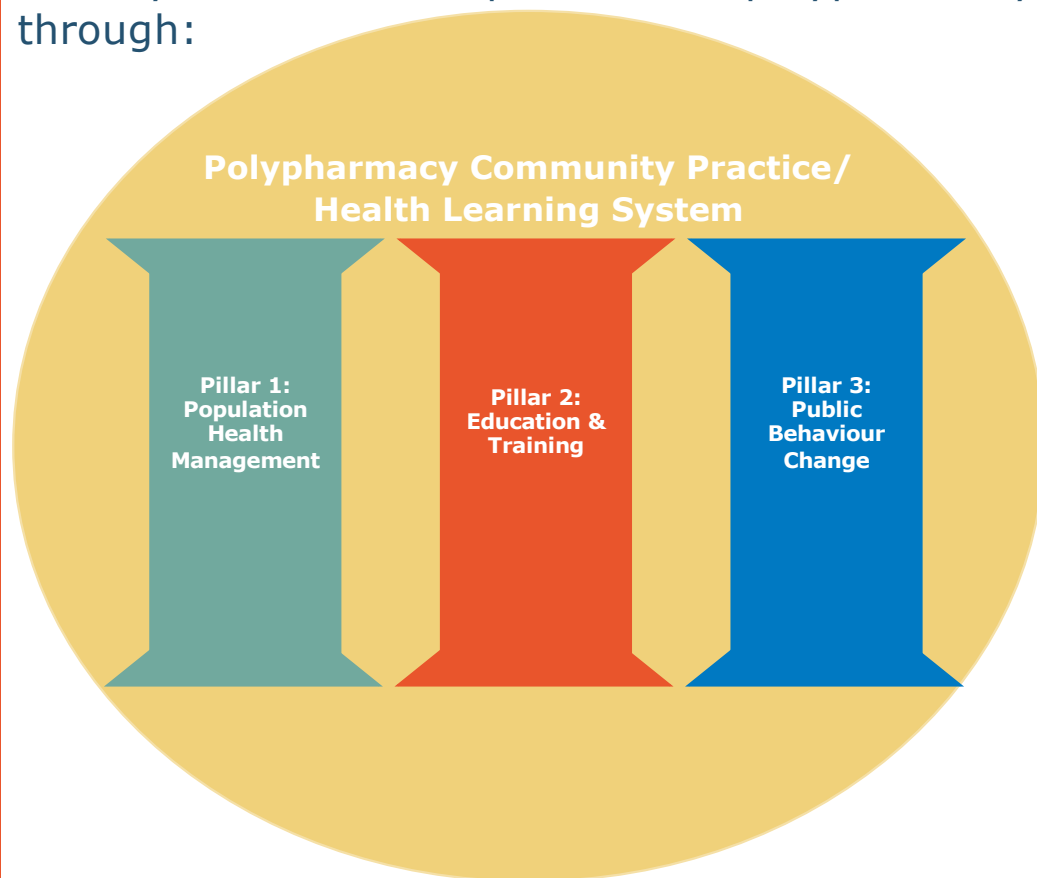 through:
Polypharmacy Community Practice/
Health Learning System
Pillar 1:
Population
Health
Management
Pillar 2:
Education &
Training
Pillar 3:
Public
Behaviour
Change